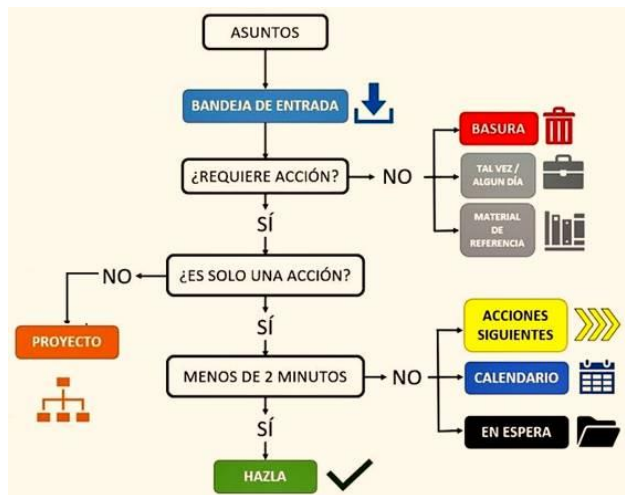 ASUNTOS
BANDEJA DE ENTRADA
¿REQUIERE ACCIÓN?
NO
BASURA
TAL VEZ /
ALGUN DÍA
MATERIAL
DE
REFERENCIA
SÍ
¿ES SOLO UNA ACCIÓN?
NO
PROYECTO
SÍ
MENOS DE 2 MINUTOS
NO
ACCIONES
SIGUIENTES
CALENDARIO
EN ESPERA
SÍ
HAZLA